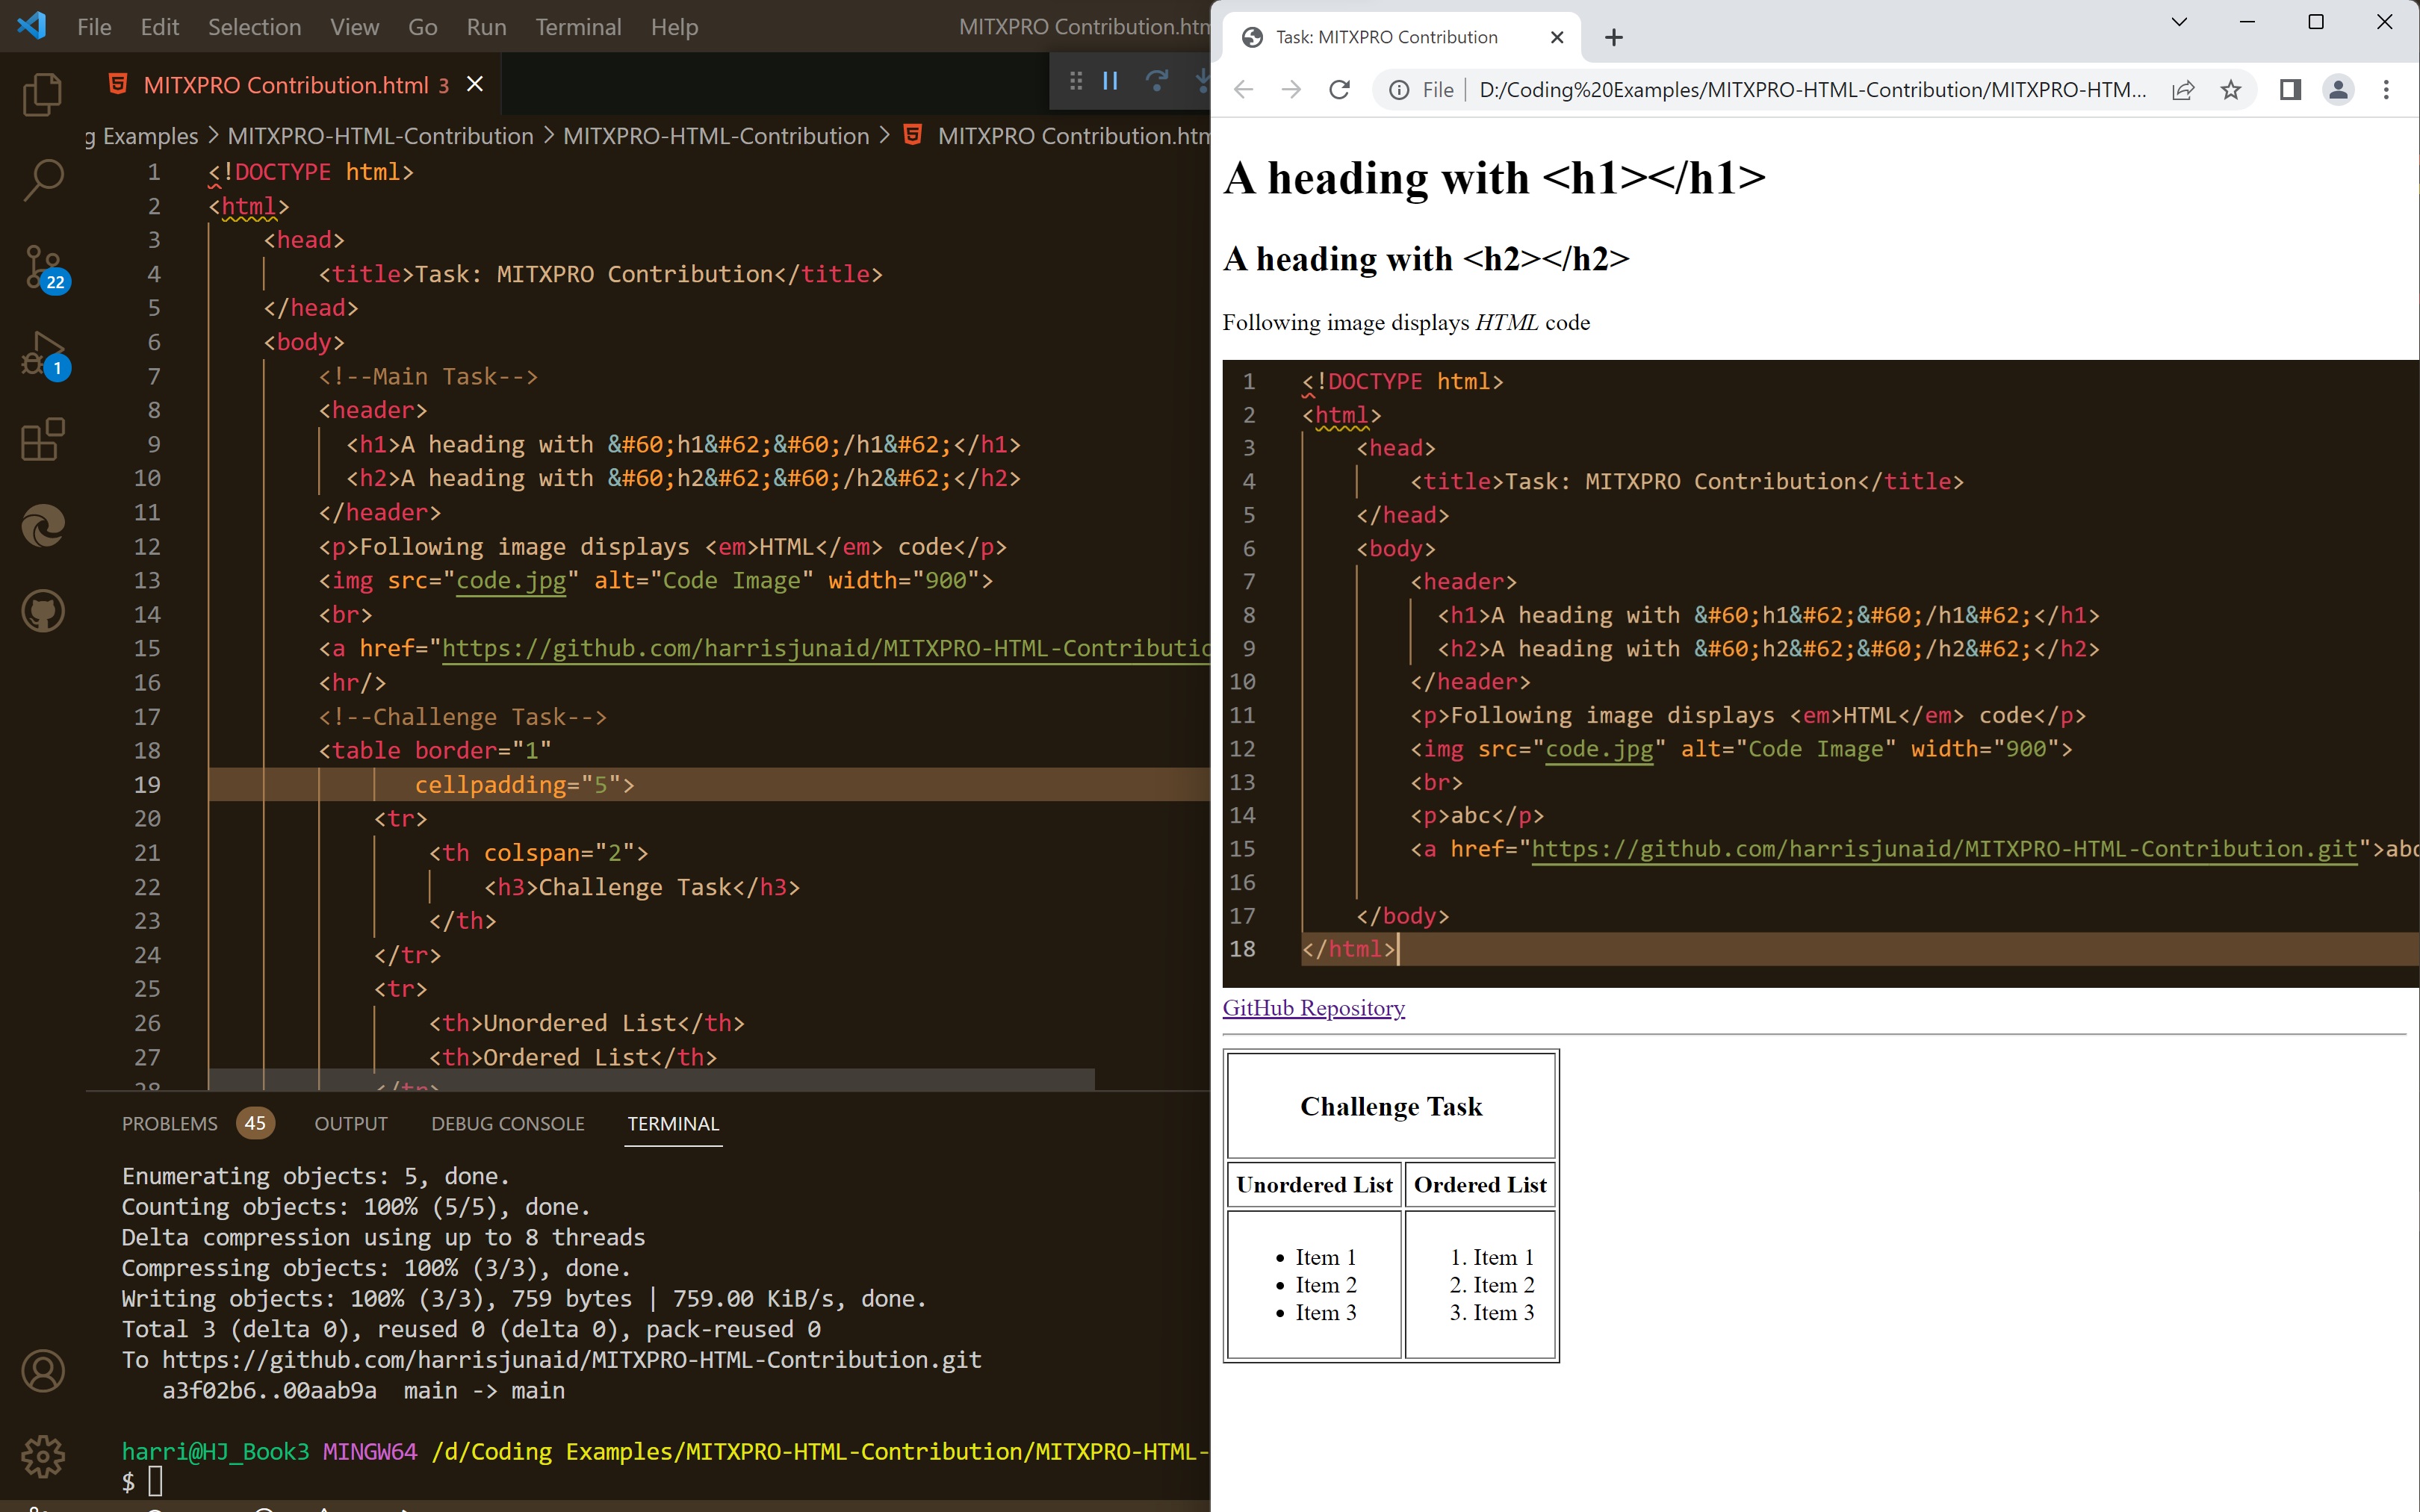 File Edit Selection View Go Run Terminal Help MITXPRO Contribution.htm
MITXPRO Contribution.html 3
g Examples > MITXPRO-HTML-Contribution > MITXPRO-HTML-Contribution > MITXPRO Contribution.htm
1 <!DOCTYPE html>
2 <html>
3 <head>
4 <title>Task: MITXPRO Contribution</title>
5 </head>
6 <body>
7 <!--Main Task-->
8 <header>
9 <h1>A heading with &#60;h1&#62;&#60;/h1&#62;</h1>
10 <h2>A heading with &#60;h2&#62;&#60;/h2&#62;</h2>
11 </header>
12 <p>Following image displays <em>HTML</em> code</p>
13 <img src="code.jpg" alt="Code Image" width="900">
14 <br>
15 <a href="https://github.com/harrisjunaid/MITXPRO-HTML-Contributio
16 <hr/>
17 <!--Challenge Task-->
18 <table border="1"
19 cellpadding="5">
20 <tr>
21 <th colspan="2">
22 <h3>Challenge Task</h3>
23 </th>
24 </tr>
25 <tr>
26 <th>Unordered List</th>
27 <th>Ordered List</th>
28 </tr>
22
1
PROBLEMS 45 OUTPUT DEBUG CONSOLE TERMINAL
Enumerating objects: 5, done.
Counting objects: 100% (5/5), done.
Delta compression using up to 8 threads
Compressing objects: 100% (3/3), done.
Writing objects: 100% (3/3), 759 bytes | 759.00 KiB/s, done.
Total 3 (delta 0), reused 0 (delta 0), pack-reused 0
To https://github.com/harrisjunaid/MITXPRO-HTML-Contribution.git
a3f02b6..00aab9a main -> main
harri@HJ_Book3 MINGW64 /d/Coding Examples/MITXPRO-HTML-Contribution/MITXPRO-HTML-
$
Task: MITXPRO Contribution
File | D:/Coding%20Examples/MITXPRO-HTML-Contribution/MITXPRO-HTM...
A heading with <h1></h1>
A heading with <h2></h2>
Following image displays HTML code
1 <!DOCTYPE html>
2 <html>
3 <head>
4 <title>Task: MITXPRO Contribution</title>
5 </head>
6 <body>
7 <header>
8 <h1>A heading with &#60;h1&#62;&#60;/h1&#62;</h1>
9 <h2>A heading with &#60;h2&#62;&#60;/h2&#62;</h2>
10 </header>
11 <p>Following image displays <em>HTML</em> code</p>
12 <img src="code.jpg" alt="Code Image" width="900">
13 <br>
14 <p>abc</p>
15 <a href="https://github.com/harrisjunaid/MITXPRO-HTML-Contribution.git">abc
16
17 </body>
18 </html>
GitHub Repository
Challenge Task
Unordered List Ordered List
• Item 1 1. Item 1
• Item 2 2. Item 2
• Item 3 3. Item 3